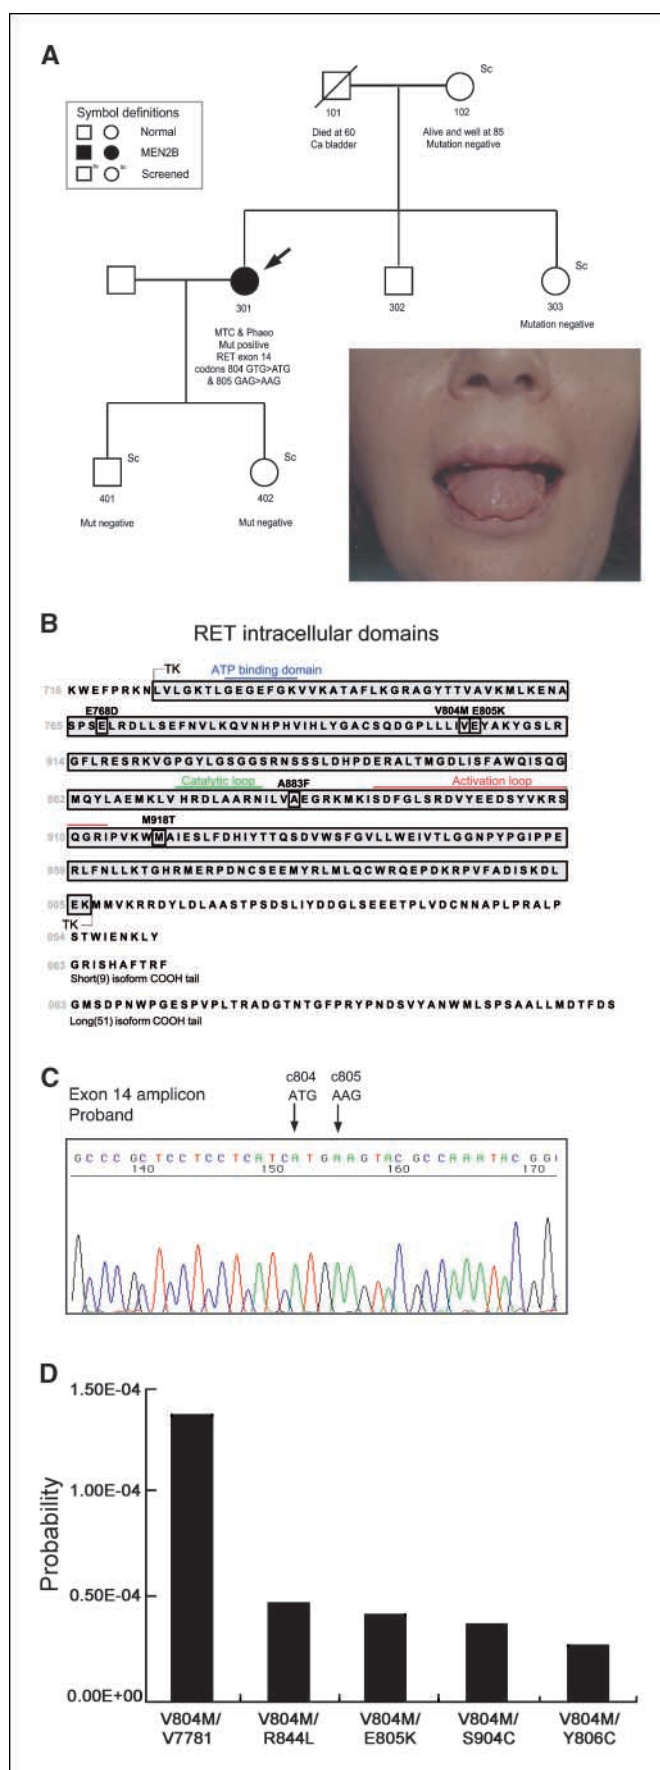 A
Symbol definitions
Normal
MEN2B
Screened
Sc
101
102
Died at 60
Ca bladder
Alive and well at 85
Mutation negative
301
302
Sc
303
MTC & Phaeo
Mut positive
RET exon 14
codons 804 GTG>ATG
& 805 GAG>AAG
Mutation negative
Sc
Sc
401
402
Mut negative
Mut negative
B
RET intracellular domains
TK
ATP binding domain
716 KWEFPRKNLVLGKTLGEGEFGKVVKATAFLKGRAGYTTVAVKMLKENA
E768D V804M E805K
765 SPSELRDLLSEFNVLKQVNHPHVIHLYGACSQDGPLLLIVEYAKYGSLR
914 GFLRESRKVGPGYLGSGGSRNSSSLDHPDERALTMGDLISFAWQISQG
Catalytic loop A883F Activation loop
862 MQYLAEMKLVHRDLAARNILVAEGRKMKISDFGLSRDVYEEDSYVKRS
M918T
910 QGRIPVKWMAIESLFDHIYTTQSDVWSFGVLLWEIVTLGGNPYPGIPPE
959 RLFNLLKTGHRMERPDNCSEEMYRLMLQCWRQEPDKRPVFADISKDL
EKMMVKRRDYLDLAASTPSDSLIYDDGLSEEETPLVDCNNAPLPRALP
TK
STWIENKLY
GRISHAFTRF
Short(9) isoform COOH tail
GMSDPNWPGESPVPLTRADGTNTGFPRYPNDSVYANWMLSPSAALLMDTFDS
Long(51) isoform COOH tail
C
Exon 14 amplicon
Proband
c804 c805
ATG AAG
GCCCGCTCCTCCTCATCATGAAGTACGCCAAATACGG
140 150 160 170
D
Probability
1.50E-04
1.00E-04
0.50E-04
0.00E+00
V804M/ V804M/ V804M/ V804M/ V804M/
V778I R844L E805K S904C Y806C